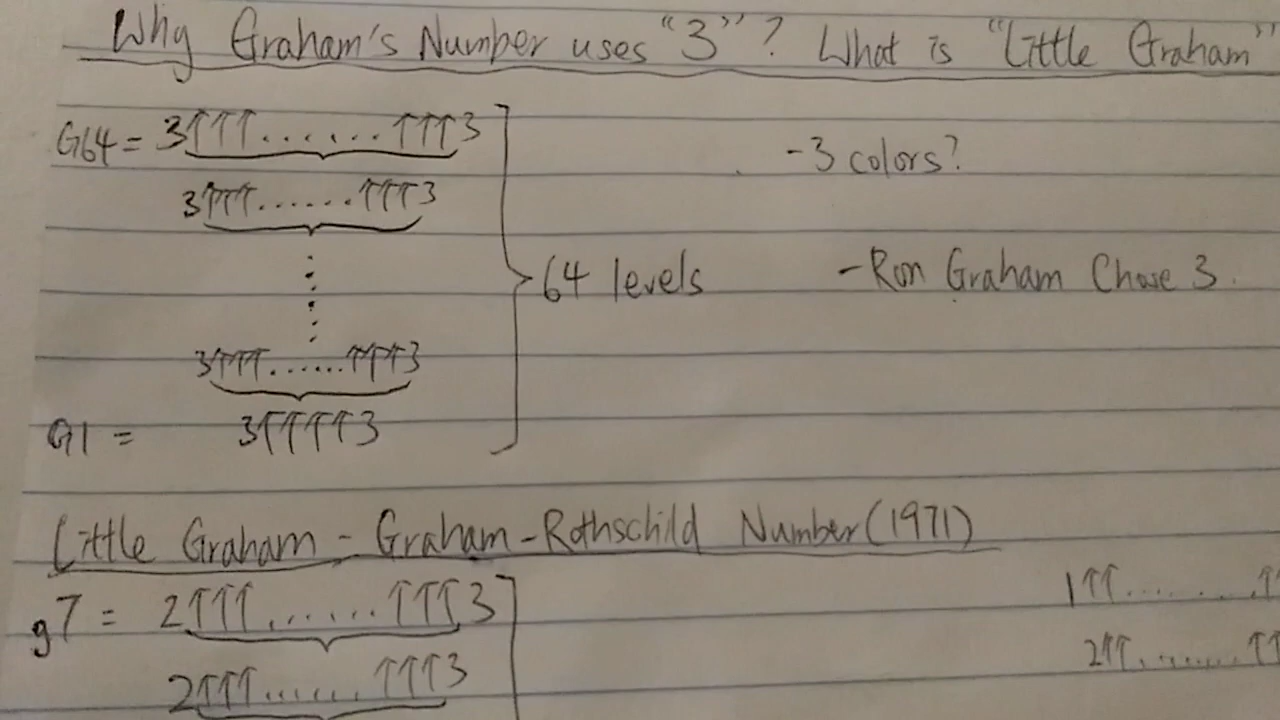 Why Graham's Number uses "3"? What is "Little Graham"
G64 = 3↑↑↑......↑↑↑3
- 3 colors?
3↑↑↑......↑↑↑3
64 levels
- Ron Graham Chose 3.
3↑↑↑......↑↑↑3
G1 = 3↑↑↑↑3
Little Graham - Graham-Rothschild Number (1971)
g7 = 2↑↑↑......↑↑↑3
1↑↑........↑↑
2↑↑↑......↑↑↑3
2↑↑........↑↑